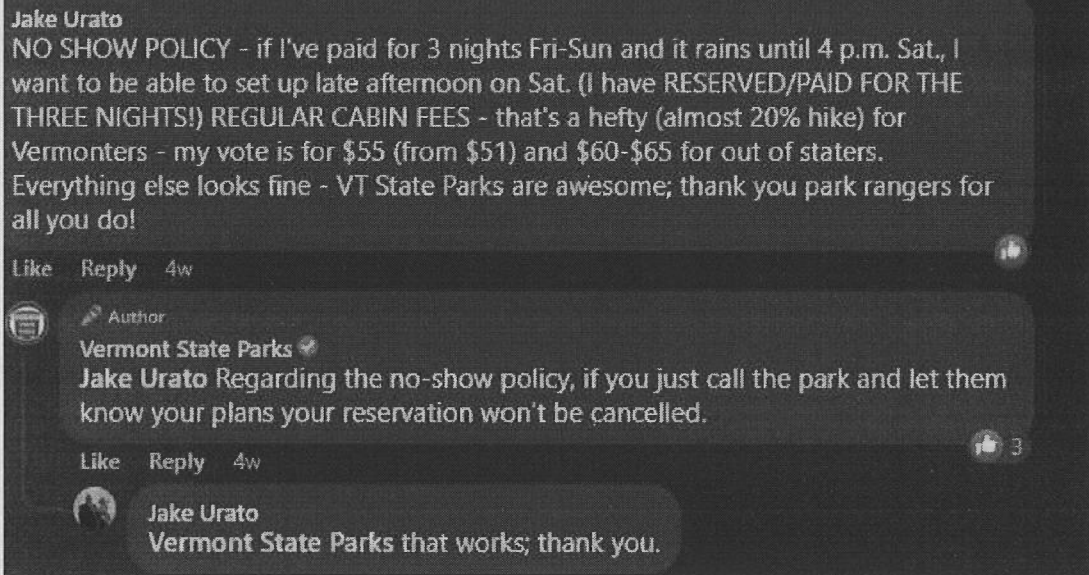 Jake Urato
NO SHOW POLICY - if I've paid for 3 nights Fri-Sun and it rains until 4 p.m. Sat., I
want to be able to set up late afternoon on Sat. (I have RESERVED/PAID FOR THE
THREE NIGHTS!) REGULAR CABIN FEES - that's a hefty (almost 20% hike) for
Vermonters - my vote is for $55 (from $51) and $60-$65 for out of staters.
Everything else looks fine - VT State Parks are awesome; thank you park rangers for
all you do!
Like Reply 4w
Author
Vermont State Parks
Jake Urato Regarding the no-show policy, if you just call the park and let them
know your plans your reservation won't be cancelled.
Like Reply 4w 3
Jake Urato
Vermont State Parks that works; thank you.